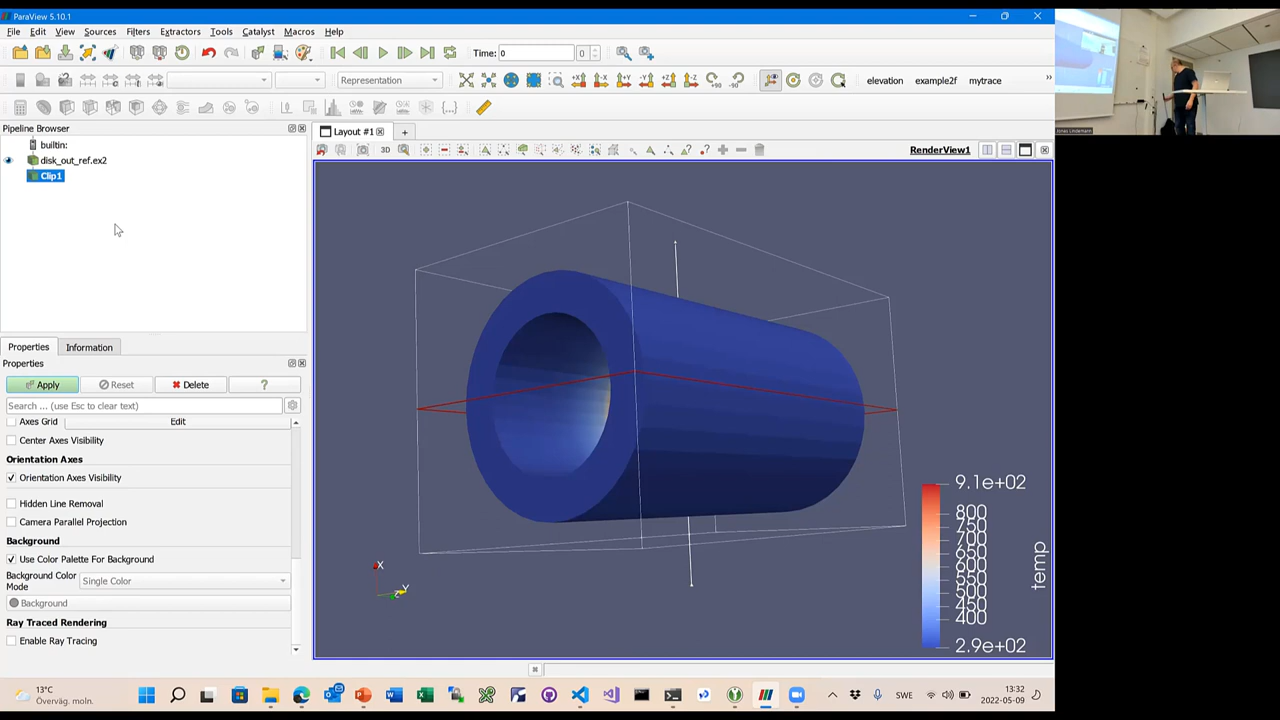 ParaView 5.10.1
File Edit View Sources Filters Extractors Tools Catalyst Macros Help
Time: 0 0
Representation elevation example2f mytrace »
Pipeline Browser
builtin:
disk_out_ref.ex2
Clip1
Layout #1
3D RenderView1
Properties Information
Properties
Apply Reset Delete ?
Search ... (use Esc to clear text)
Axes Grid Edit
Center Axes Visibility
Orientation Axes
Orientation Axes Visibility
Hidden Line Removal
Camera Parallel Projection
Background
Use Color Palette For Background
Background Color Mode Single Color
Background
Ray Traced Rendering
Enable Ray Tracing
X
Y
Z
9.1e+02
800
750
700
650
600
550
500
450
400
2.9e+02
temp
Jonas Lindemann
13°C
Överväg. moln.
SWE
13:32
2022-05-09